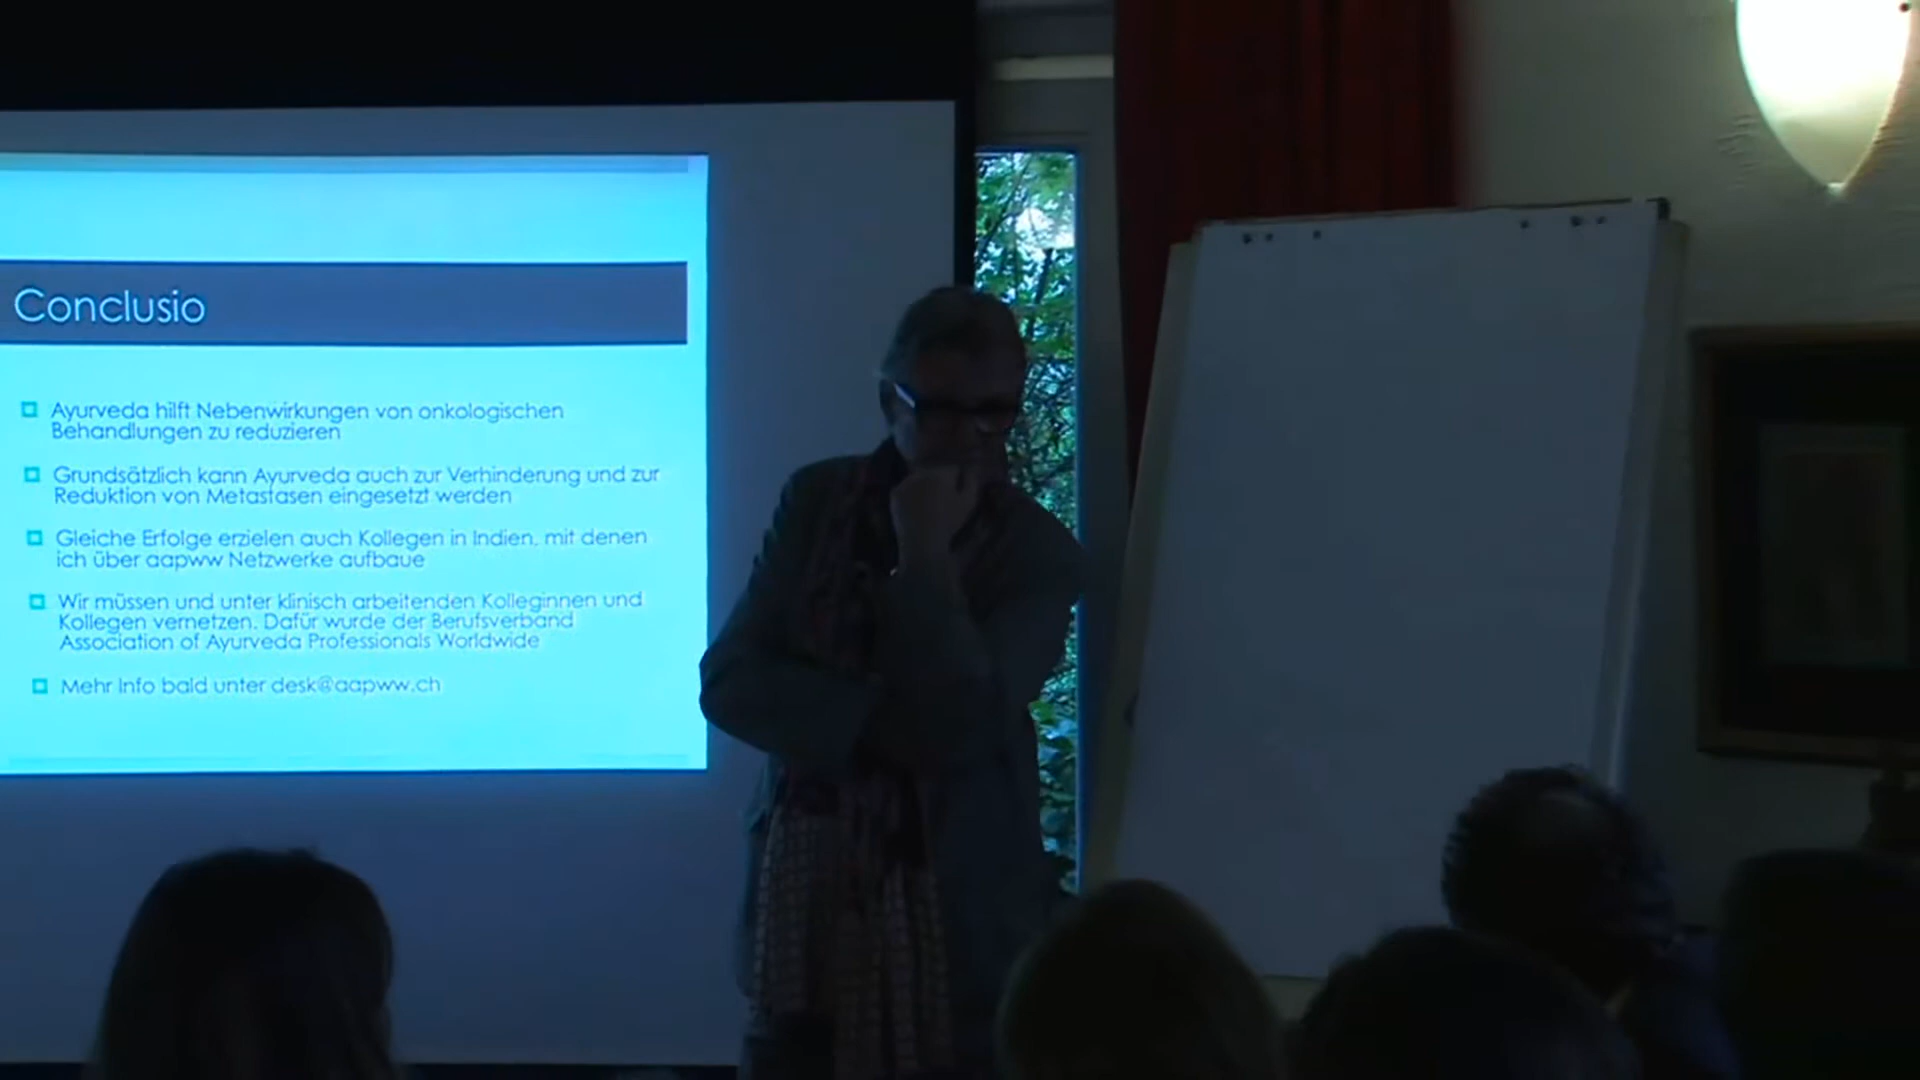 Conclusio
Ayurveda hilft Nebenwirkungen von onkologischen
Behandlungen zu reduzieren
Grundsätzlich kann Ayurveda auch zur Verhinderung und zur
Reduktion von Metastasen eingesetzt werden
Gleiche Erfolge erzielen auch Kollegen in Indien, mit denen
ich über aapww Netzwerke aufbaue
Wir müssen und unter klinisch arbeitenden Kolleginnen und
Kollegen vernetzen. Dafür wurde der Berufsverband
Association of Ayurveda Professionals Worldwide
Mehr Info bald unter desk@aapww.ch